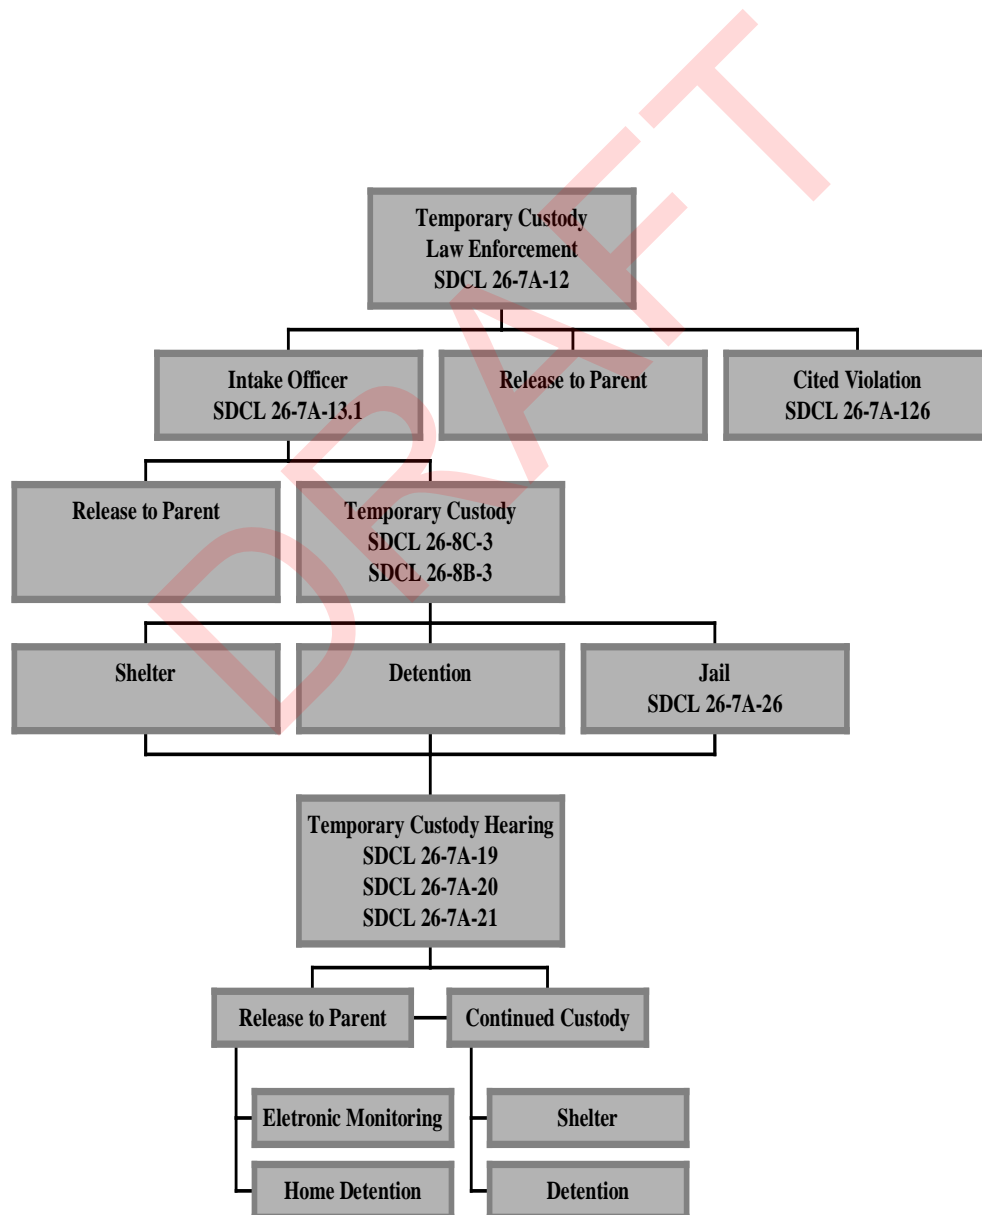 Temporary Custody
Law Enforcement
SDCL 26-7A-12
Intake Officer
SDCL 26-7A-13.1
Release to Parent
Cited Violation
SDCL 26-7A-126
Release to Parent
Temporary Custody
SDCL 26-8C-3
SDCL 26-8B-3
Shelter
Detention
Jail
SDCL 26-7A-26
Temporary Custody Hearing
SDCL 26-7A-19
SDCL 26-7A-20
SDCL 26-7A-21
Release to Parent
Continued Custody
Eletronic Monitoring
Shelter
Home Detention
Detention
DRAFT